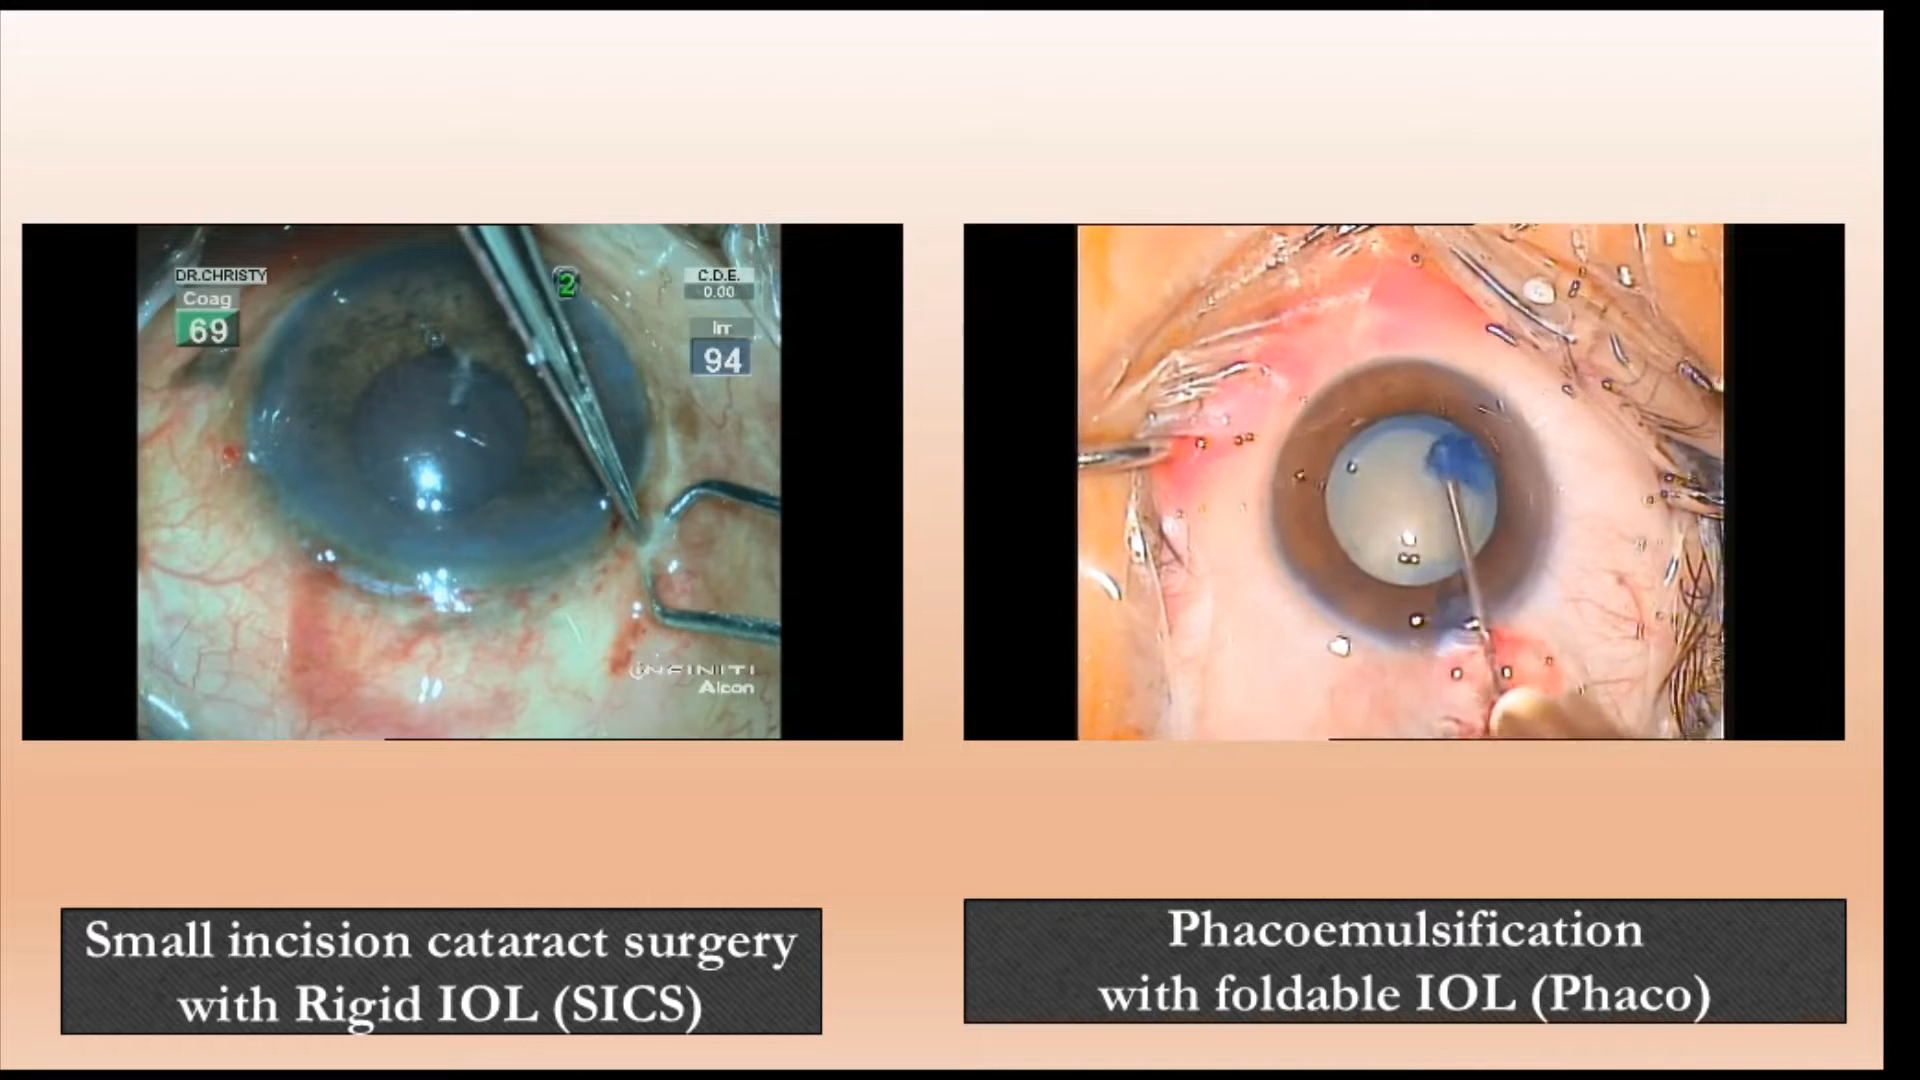 DR.CHRISTY
Coag
69
2
C.D.E.
0.00
Irr
94
INFINITI
Alcon
Small incision cataract surgery
with Rigid IOL (SICS)
Phacoemulsification
with foldable IOL (Phaco)